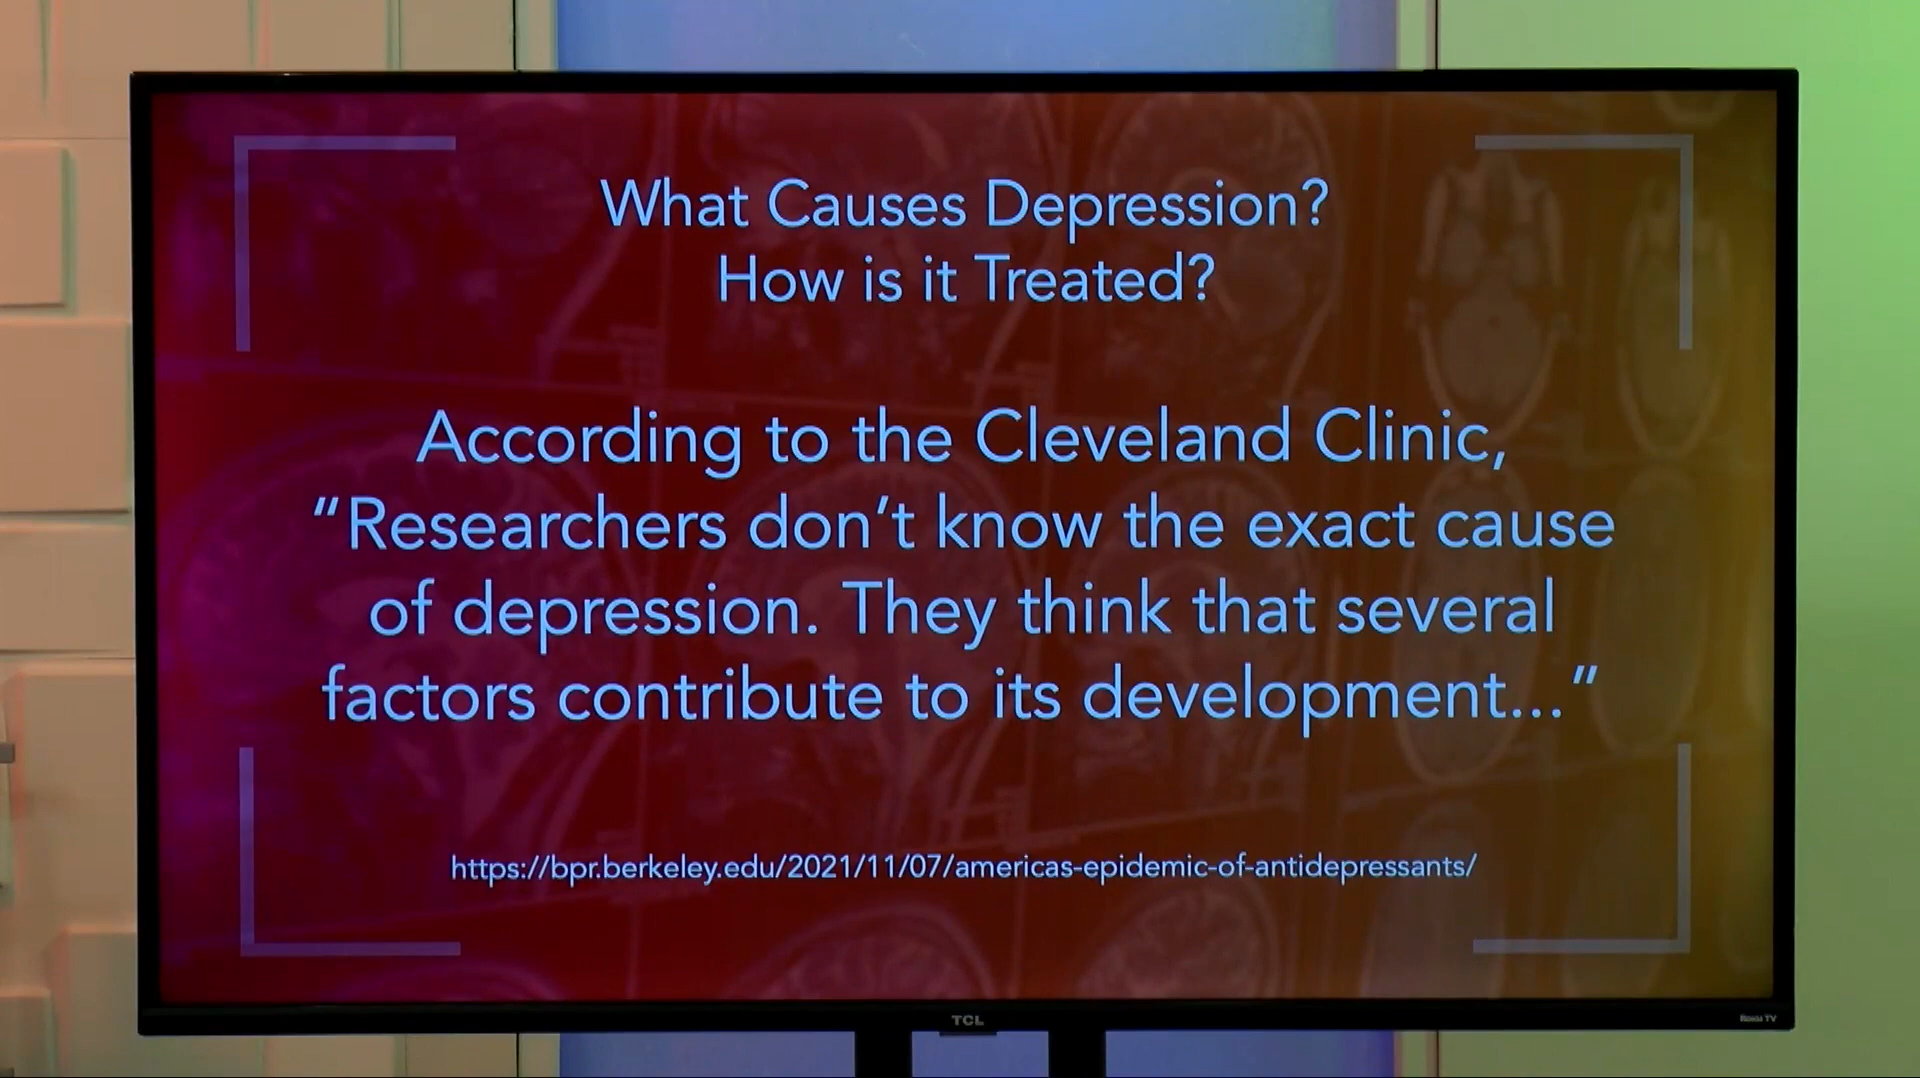 What Causes Depression?
How is it Treated?
According to the Cleveland Clinic,
“Researchers don’t know the exact cause
of depression. They think that several
factors contribute to its development...”
https://bpr.berkeley.edu/2021/11/07/americas-epidemic-of-antidepressants/
TCL
Roku TV